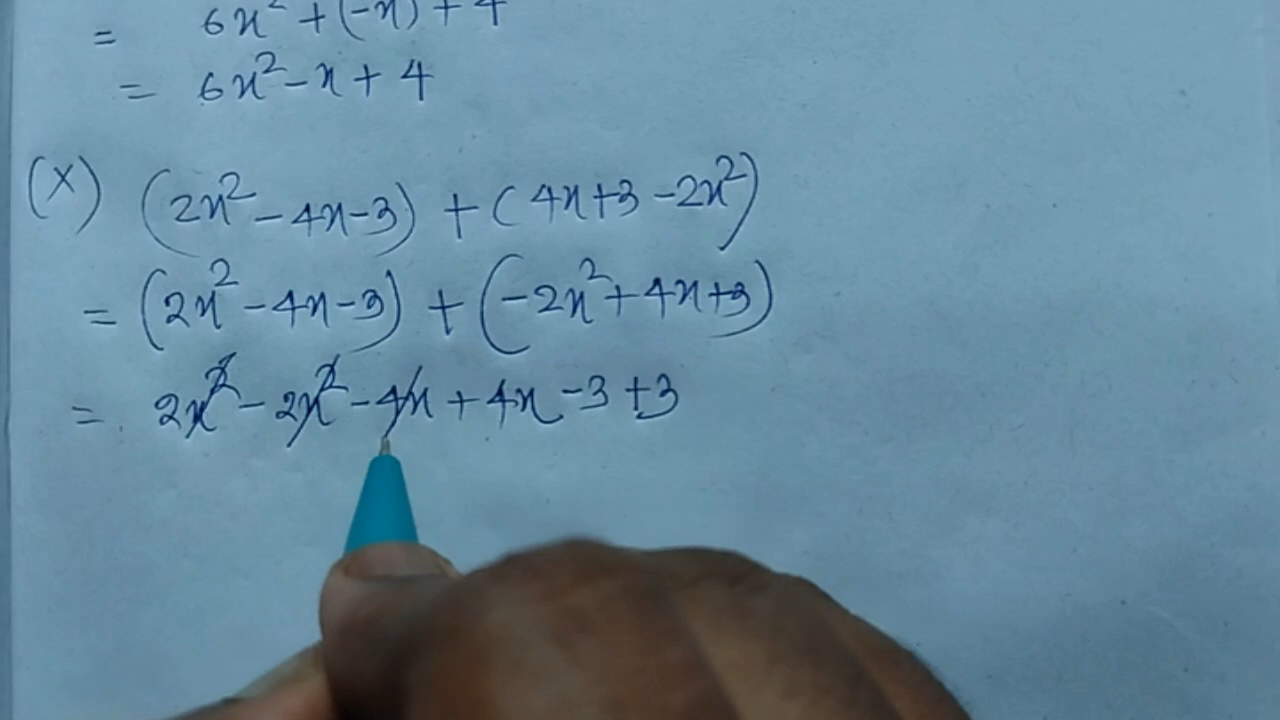 = 6x² + (-x) + 4
= 6x² - x + 4
(x) (2x² - 4x - 3) + (4x + 3 - 2x²)
= (2x² - 4x - 3) + (-2x² + 4x + 3)
= 2x² - 2x² - 4x + 4x - 3 + 3